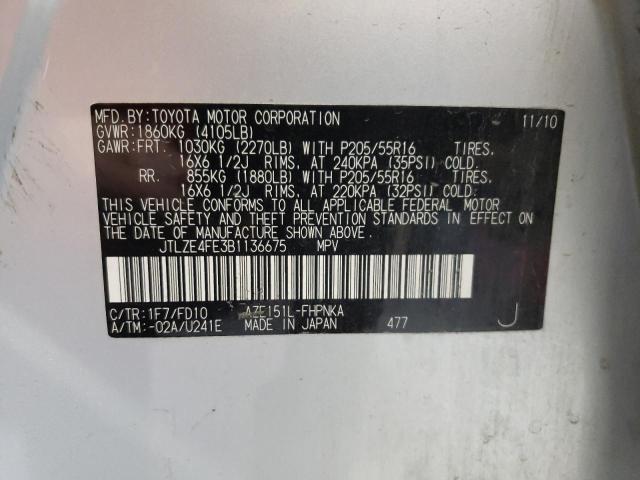 MFD. BY: TOYOTA MOTOR CORPORATION 11/10
GVWR: 1860KG (4105LB)
GAWR: FRT. 1030KG (2270LB) WITH P205/55R16 TIRES,
16X6 1/2J RIMS, AT 240KPA (35PSI) COLD.
RR. 855KG (1880LB) WITH P205/55R16 TIRES,
16X6 1/2J RIMS, AT 220KPA (32PSI) COLD.
THIS VEHICLE CONFORMS TO ALL APPLICABLE FEDERAL MOTOR
VEHICLE SAFETY AND THEFT PREVENTION STANDARDS IN EFFECT ON
THE DATE OF MANUFACTURE SHOWN ABOVE.
JTLZE4FE3B1136675 MPV
C/TR: 1F7/FD10 AZE151L-FHPNKA
A/TM: -02A/U241E MADE IN JAPAN 477 J